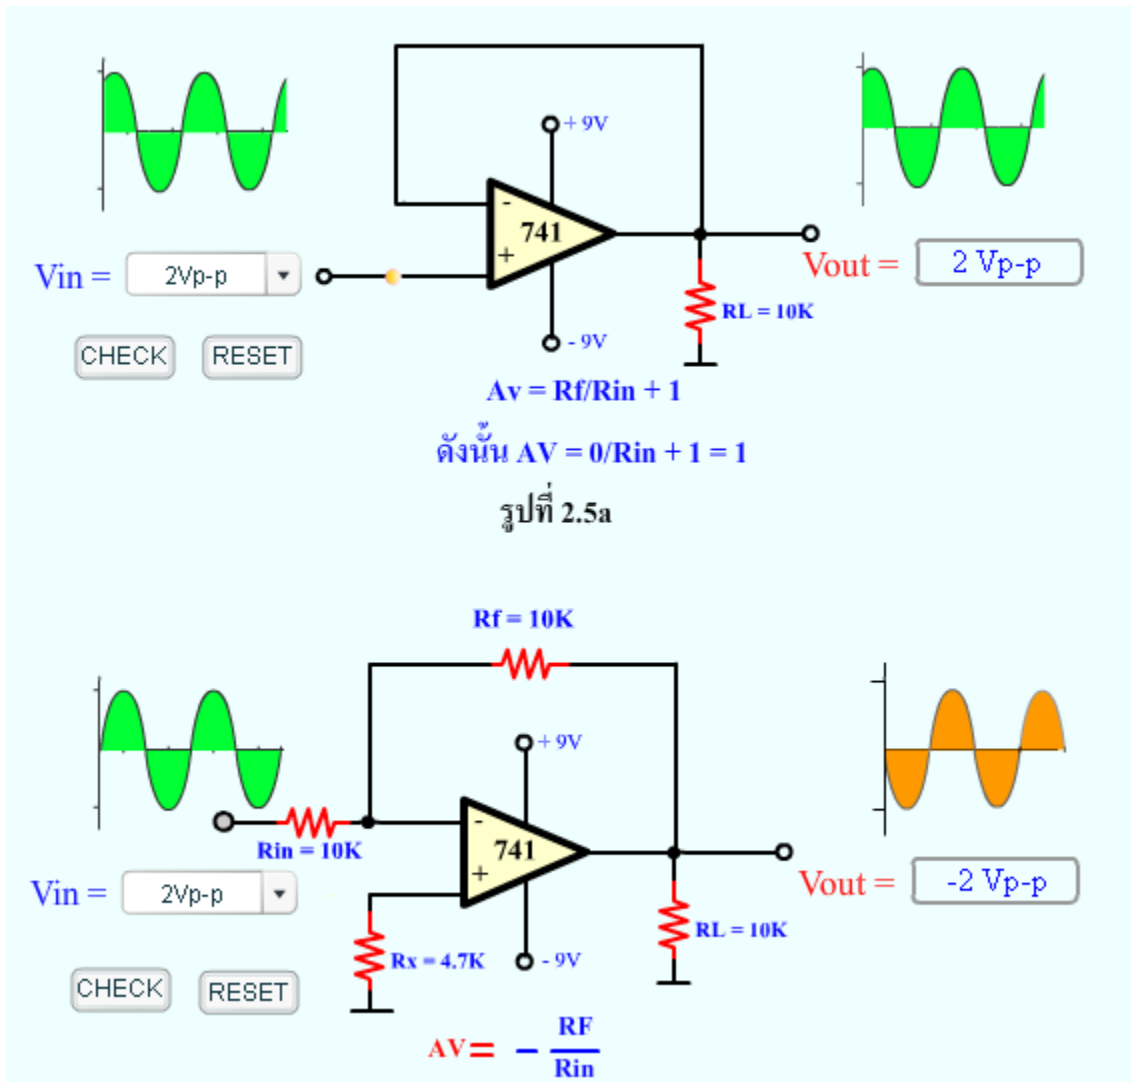 + 9V
-
741
+
Vin = 2Vp-p
Vout = 2 Vp-p
RL = 10K
CHECK RESET
- 9V
Av = Rf/Rin + 1
ดังนั้น AV = 0/Rin + 1 = 1
รูปที่ 2.5a
Rf = 10K
+ 9V
-
741
+
Rin = 10K
Vin = 2Vp-p
Vout = -2 Vp-p
RL = 10K
Rx = 4.7K
- 9V
CHECK RESET
AV = - RF
Rin